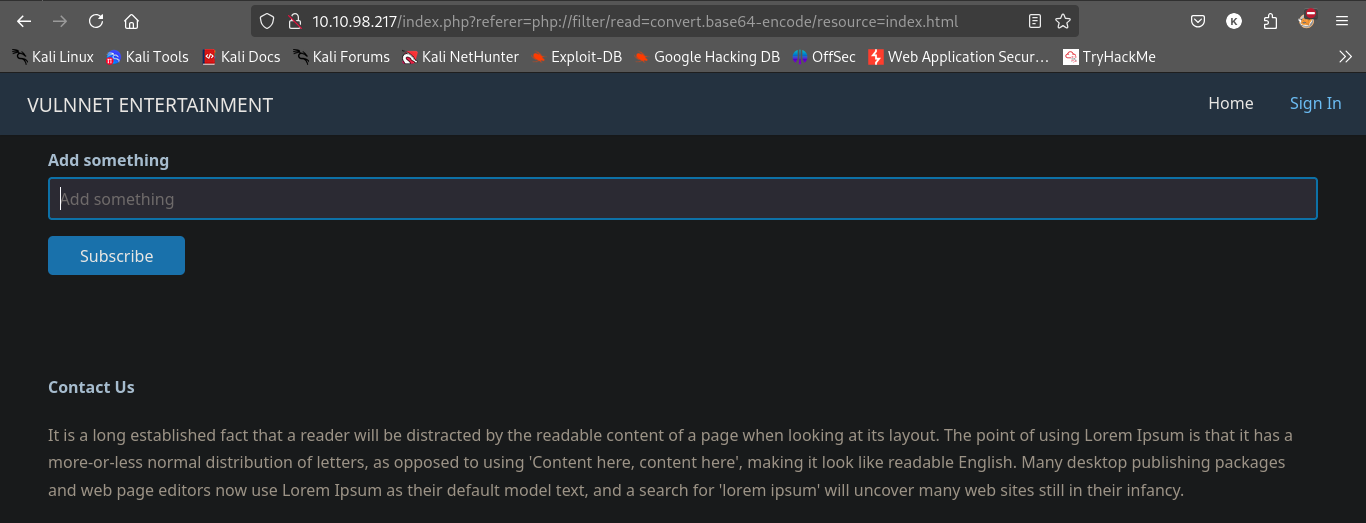 10.10.98.217/index.php?referer=php://filter/read=convert.base64-encode/resource=index.html
K
Kali Linux Kali Tools Kali Docs Kali Forums Kali NetHunter Exploit-DB Google Hacking DB OffSec Web Application Secur… TryHackMe
VULNNET ENTERTAINMENT Home Sign In
Add something
Add something
Subscribe
Contact Us
It is a long established fact that a reader will be distracted by the readable content of a page when looking at its layout. The point of using Lorem Ipsum is that it has a
more-or-less normal distribution of letters, as opposed to using 'Content here, content here', making it look like readable English. Many desktop publishing packages
and web page editors now use Lorem Ipsum as their default model text, and a search for 'lorem ipsum' will uncover many web sites still in their infancy.